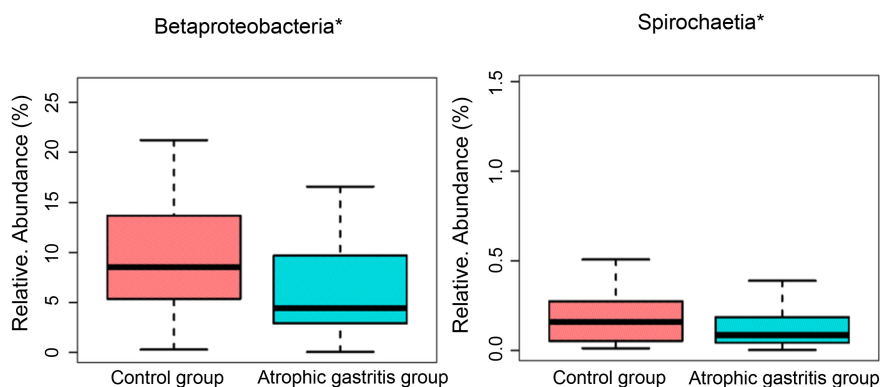 Betaproteobacteria*
Relative. Abundance (%)
25
20
15
10
5
0
Control group
Atrophic gastritis group
Spirochaetia*
Relative. Abundance (%)
1.5
1.0
0.5
0.0
Control group
Atrophic gastritis group